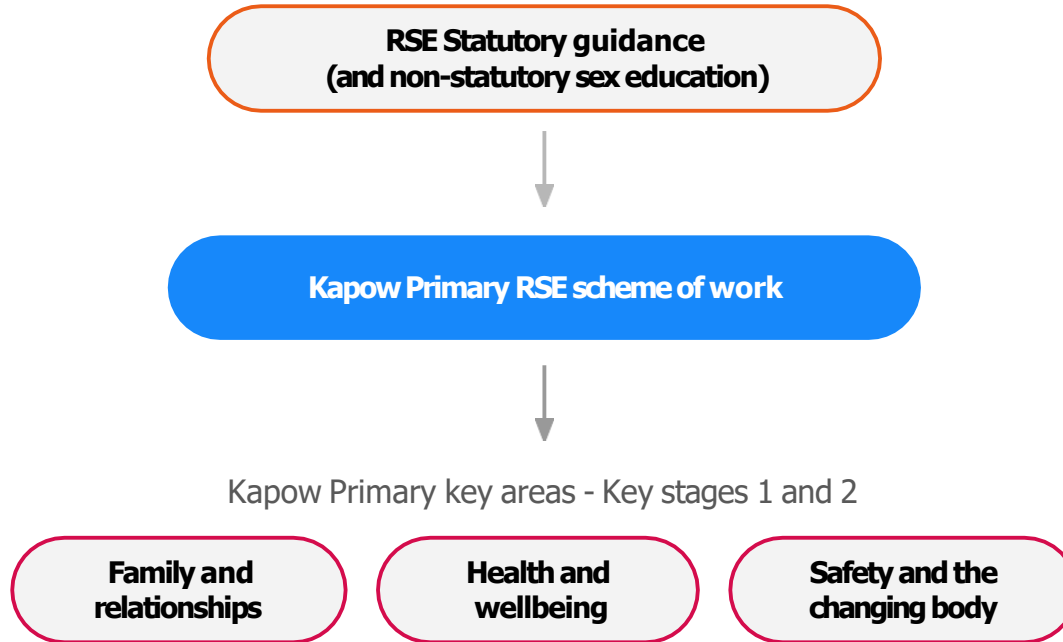 RSE Statutory guidance
(and non-statutory sex education)
Kapow Primary RSE scheme of work
Kapow Primary key areas - Key stages 1 and 2
Family and
relationships
Health and
wellbeing
Safety and the
changing body